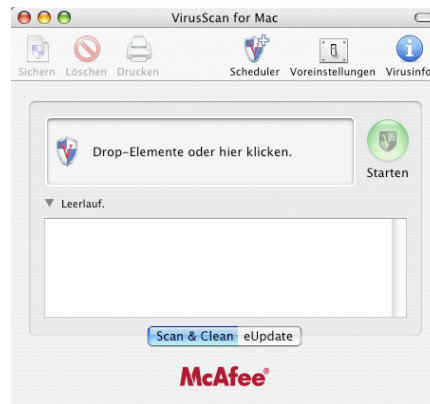 VirusScan for Mac
Sichern Löschen Drucken Scheduler Voreinstellungen Virusinfo
Drop-Elemente oder hier klicken.
Starten
Leerlauf.
Scan & Clean eUpdate
McAfee®